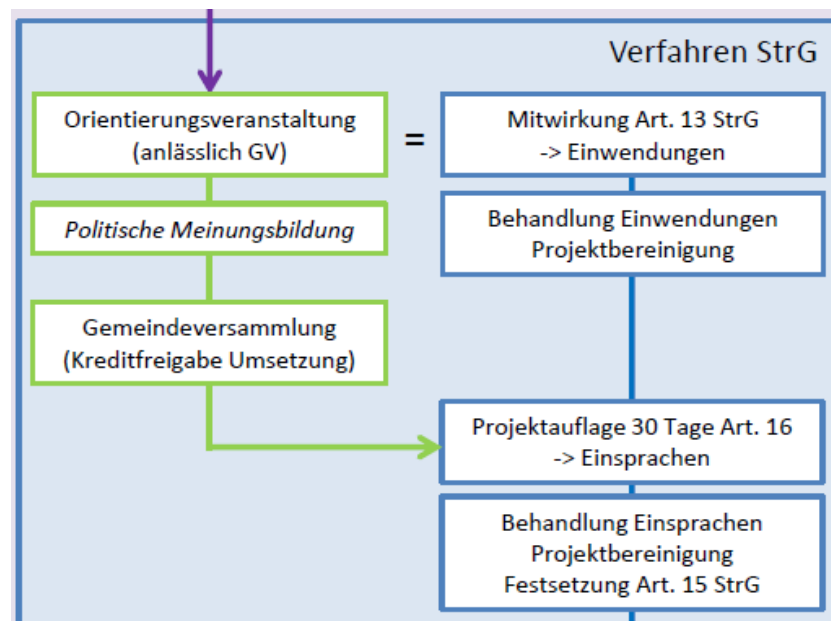 Verfahren StrG
Orientierungsveranstaltung
(anlässlich GV)
=
Mitwirkung Art. 13 StrG
-> Einwendungen
Politische Meinungsbildung
Behandlung Einwendungen
Projektbereinigung
Gemeindeversammlung
(Kreditfreigabe Umsetzung)
Projektauflage 30 Tage Art. 16
-> Einsprachen
Behandlung Einsprachen
Projektbereinigung
Festsetzung Art. 15 StrG